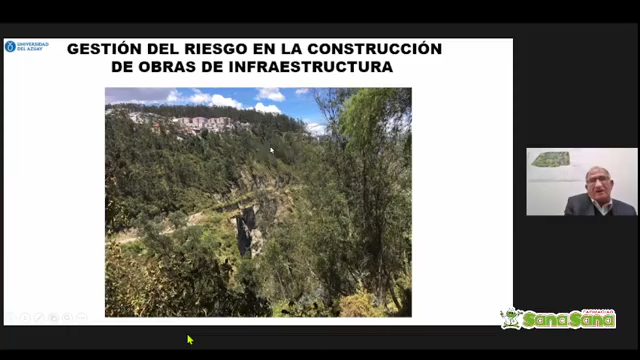 UNIVERSIDAD
DEL AZUAY
GESTIÓN DEL RIESGO EN LA CONSTRUCCIÓN
DE OBRAS DE INFRAESTRUCTURA
SanaSana